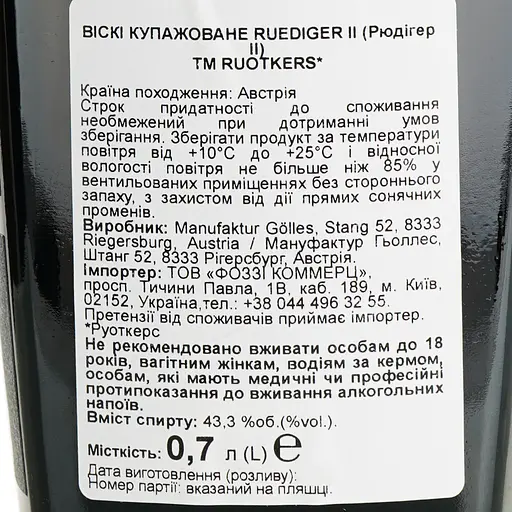 ВІСКІ КУПАЖОВАНЕ RUEDIGER II (Рюдігер
II)
TM RUOTKERS*
Країна походження: Австрія
Строк придатності до споживання
необмежений при дотриманні умов
зберігання. Зберігати продукт за температури
повітря від +10°C до +25°C і відносної
вологості повітря не більше ніж 85% у
вентильованих приміщеннях без стороннього
запаху, з захистом від дії прямих сонячних
променів.
Виробник: Manufaktur Gölles, Stang 52, 8333
Riegersburg, Austria / Мануфактур Гьоллес,
Штанг 52, 8333 Рігерсбург, Австрія.
Імпортер: ТОВ «ФОЗЗІ КОММЕРЦ»,
просп. Тичини Павла, 1В, каб. 189, м. Київ,
02152, Україна,тел.: +38 044 496 32 55.
Претензії від споживачів приймає імпортер.
*Руоткерс
Не рекомендовано вживати особам до 18
років, вагітним жінкам, водіям за кермом,
особам, які мають медичні чи професійні
протипоказання до вживання алкогольних
напоїв.
Вміст спирту: 43,3 %об.(%vol.).
Місткість: 0,7 л (L) ℮
Дата виготовлення (розливу):
Номер партії: вказаний на пляшці.